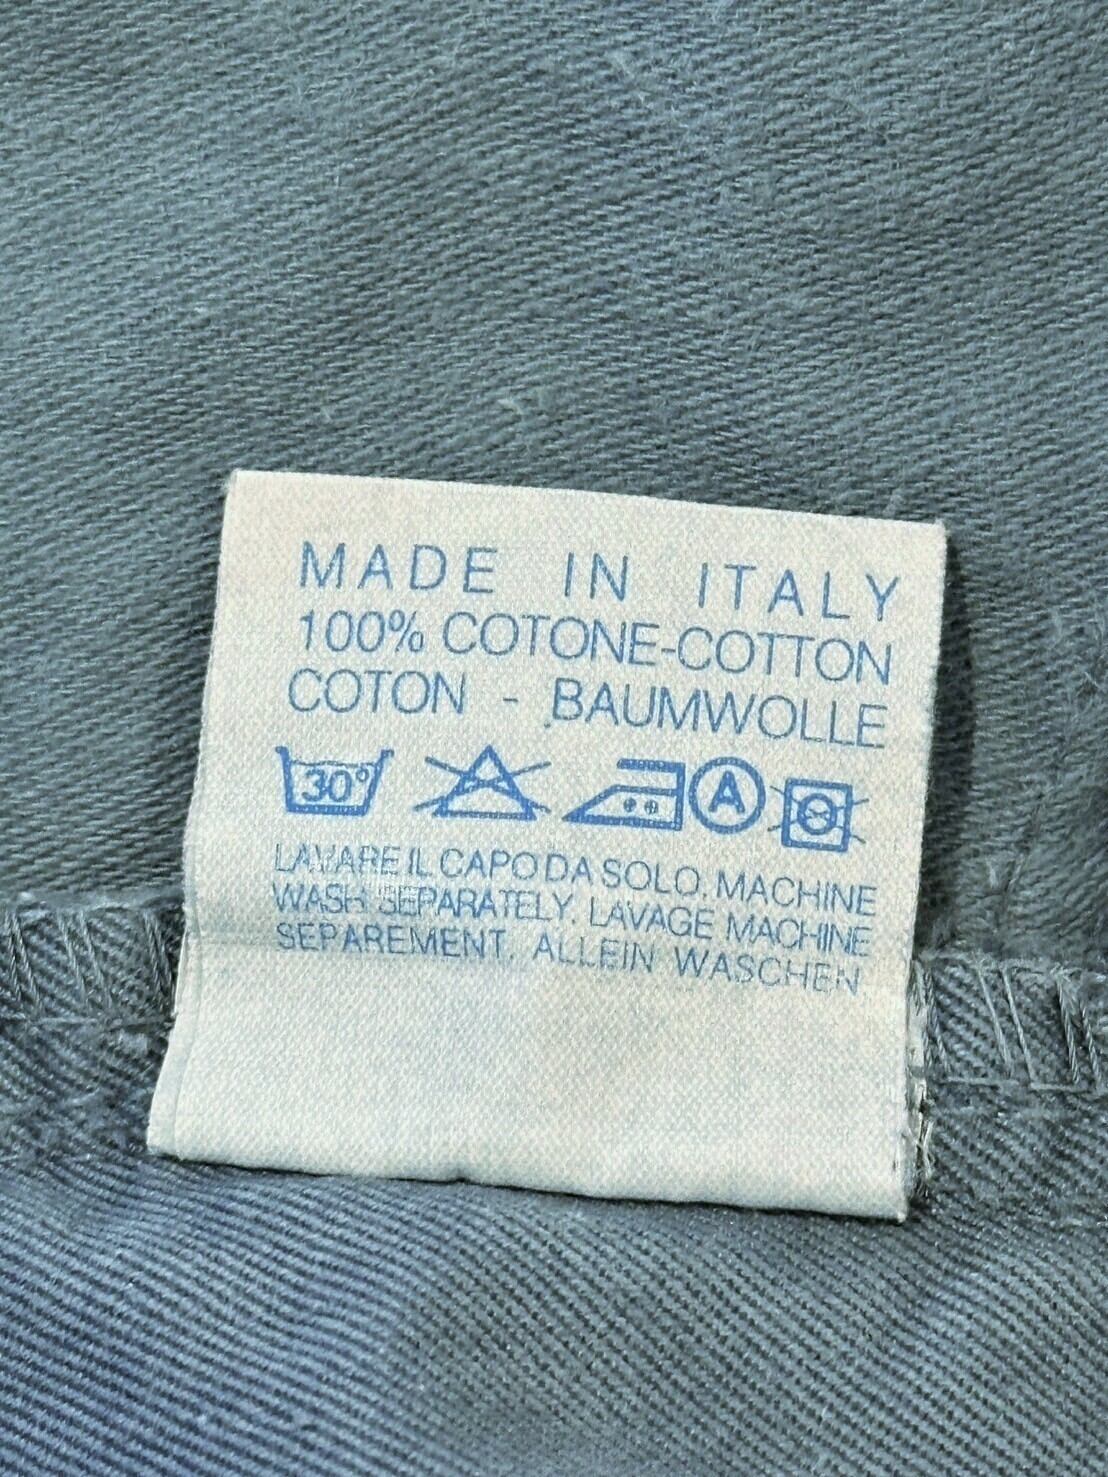 MADE IN ITALY
100% COTONE-COTTON
COTON - BAUMWOLLE
30° A
LAVARE IL CAPO DA SOLO. MACHINE
WASH SEPARATELY. LAVAGE MACHINE
SEPAREMENT. ALLEIN WASCHEN.